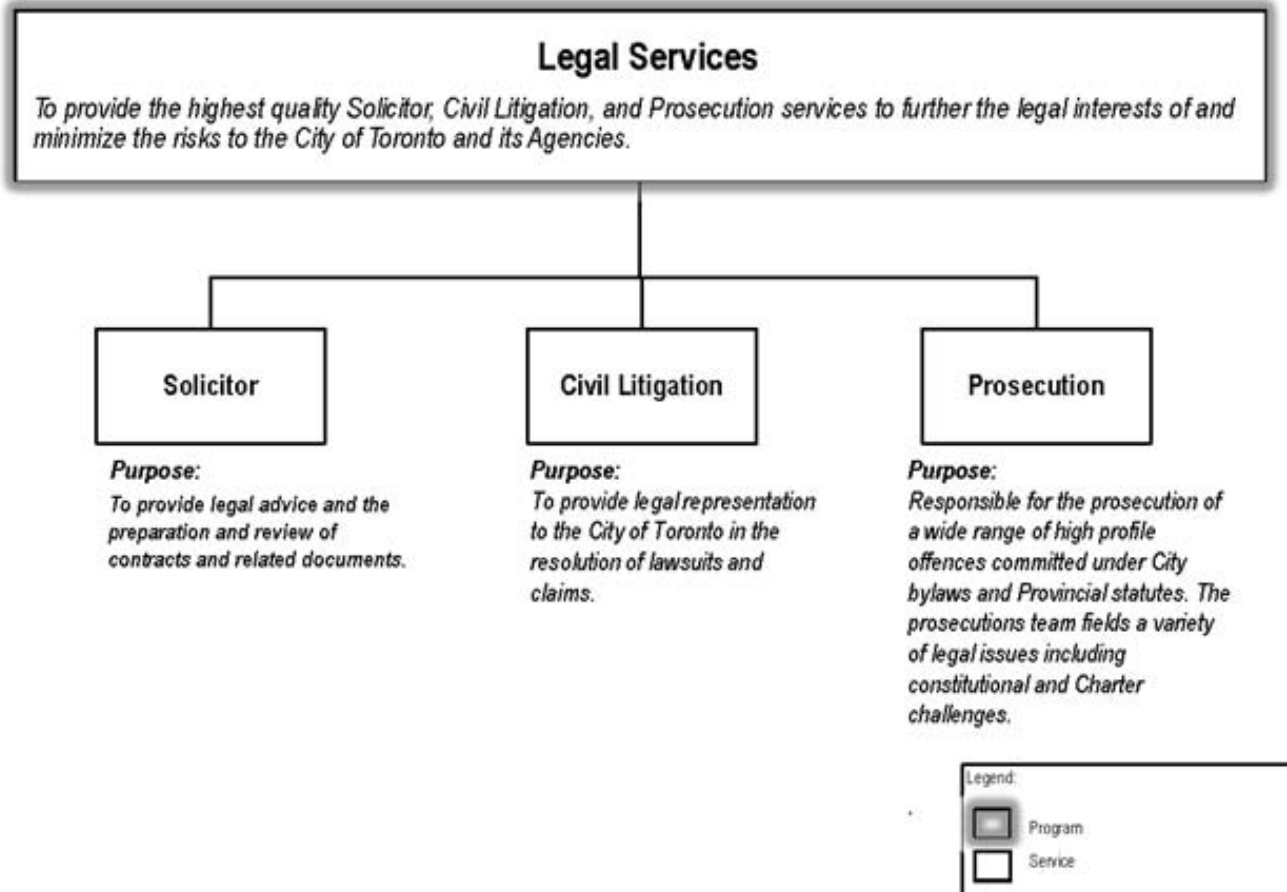 Legal Services
To provide the highest quality Solicitor, Civil Litigation, and Prosecution services to further the legal interests of and
minimize the risks to the City of Toronto and its Agencies.
Solicitor
Purpose:
To provide legal advice and the
preparation and review of
contracts and related documents.
Civil Litigation
Purpose:
To provide legal representation
to the City of Toronto in the
resolution of lawsuits and
claims.
Prosecution
Purpose:
Responsible for the prosecution of
a wide range of high profile
offences committed under City
bylaws and Provincial statutes. The
prosecutions team fields a variety
of legal issues including
constitutional and Charter
challenges.
Legend:
Program
Service